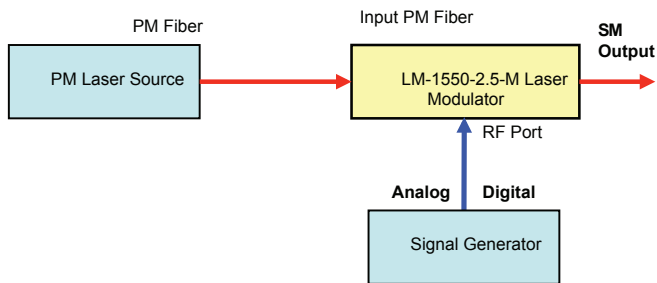 PM Fiber
Input PM Fiber
SM
Output
PM Laser Source
LM-1550-2.5-M Laser
Modulator
RF Port
Analog Digital
Signal Generator